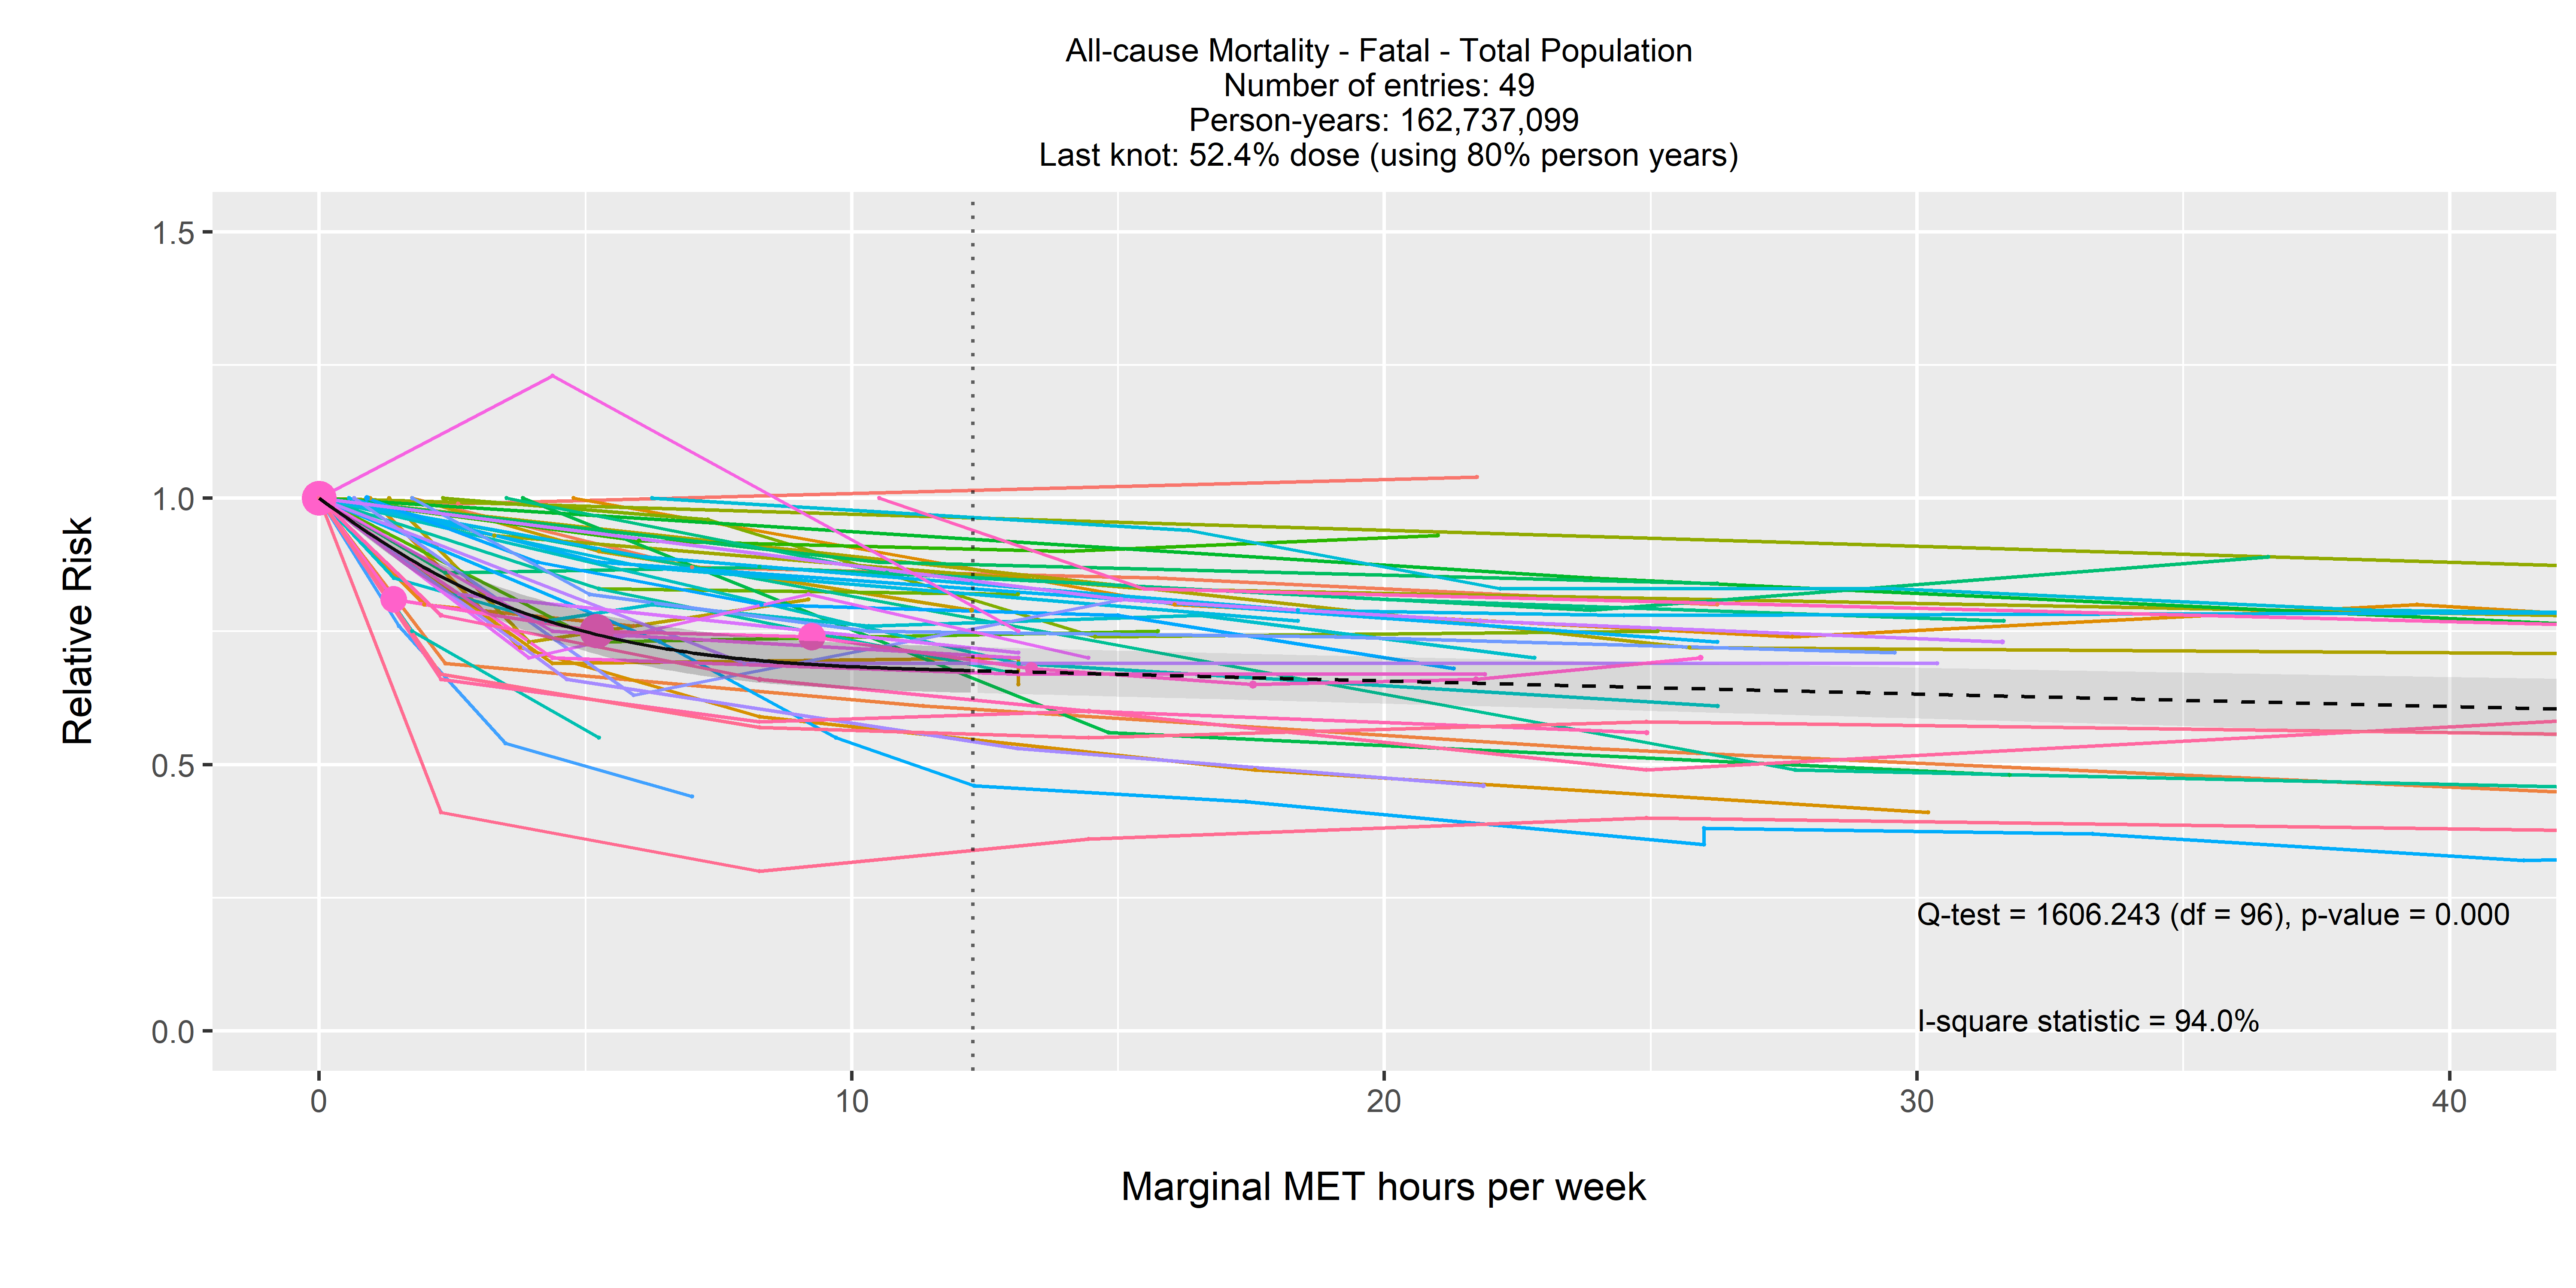 All-cause Mortality - Fatal - Total Population
Number of entries: 49
Person-years: 162,737,099
Last knot: 52.4% dose (using 80% person years)
1.5
1.0
0.5
0.0
Relative Risk
Q-test = 1606.243 (df = 96), p-value = 0.000
I-square statistic = 94.0%
0 10 20 30 40
Marginal MET hours per week